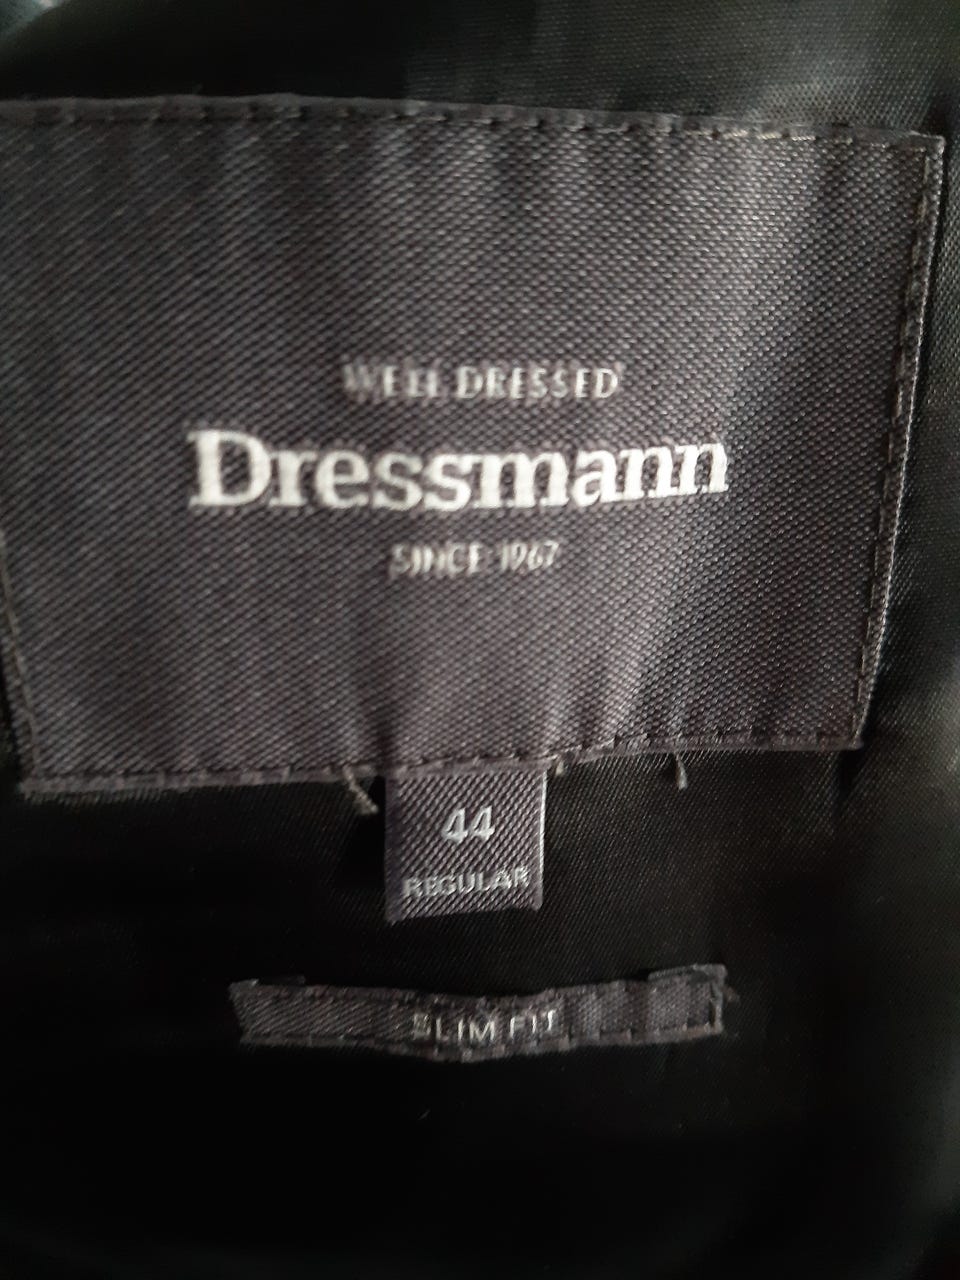 WELL DRESSED
Dressmann
SINCE 1967
44
REGULAR
SLIM FIT